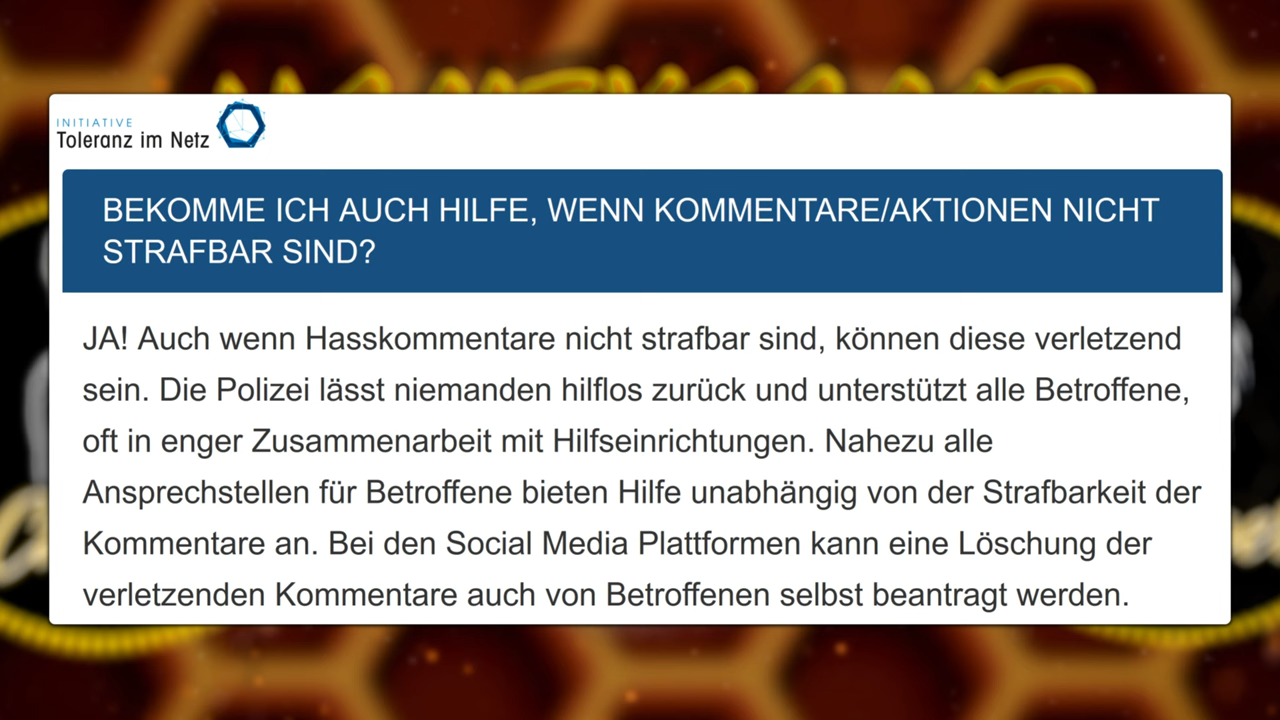 INITIATIVE
Toleranz im Netz
BEKOMME ICH AUCH HILFE, WENN KOMMENTARE/AKTIONEN NICHT
STRAFBAR SIND?
JA! Auch wenn Hasskommentare nicht strafbar sind, können diese verletzend
sein. Die Polizei lässt niemanden hilflos zurück und unterstützt alle Betroffene,
oft in enger Zusammenarbeit mit Hilfseinrichtungen. Nahezu alle
Ansprechstellen für Betroffene bieten Hilfe unabhängig von der Strafbarkeit der
Kommentare an. Bei den Social Media Plattformen kann eine Löschung der
verletzenden Kommentare auch von Betroffenen selbst beantragt werden.